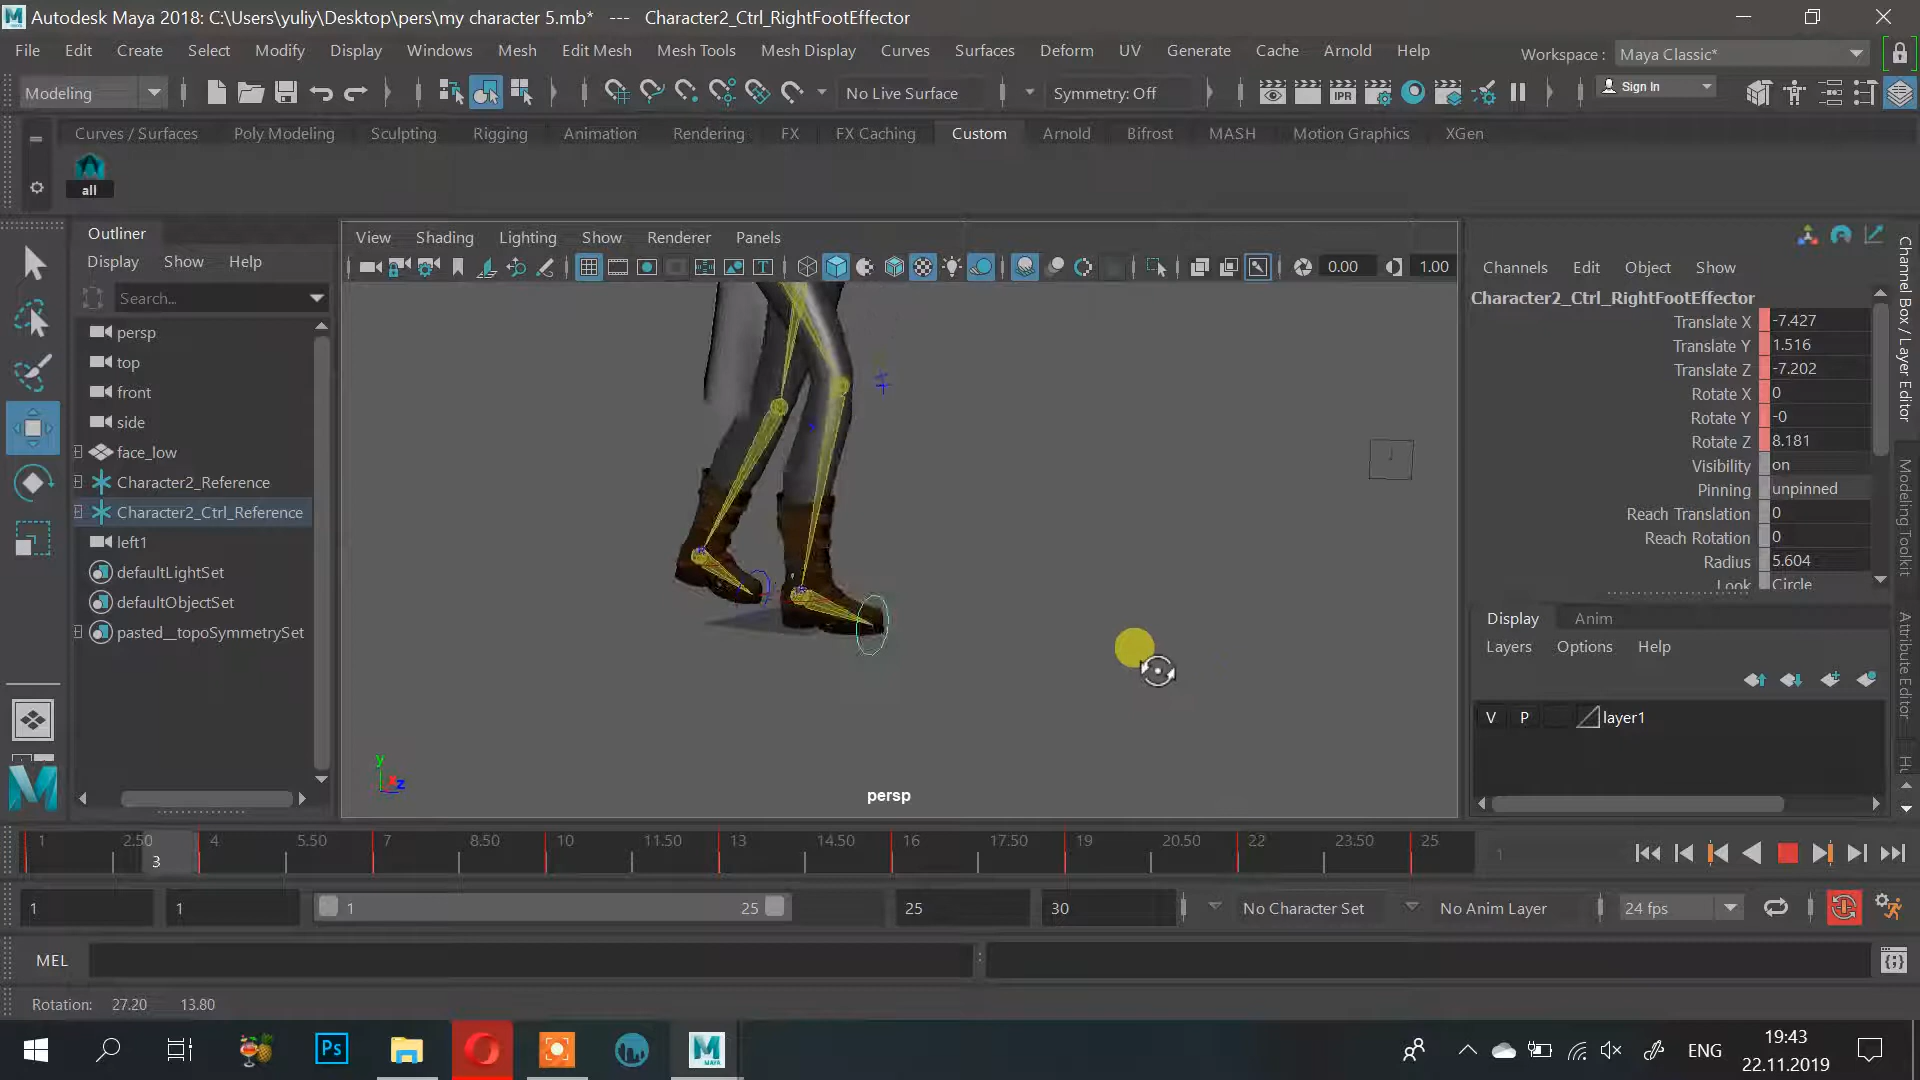 Autodesk Maya 2018: C:\Users\yuliy\Desktop\pers\my character 5.mb* --- Character2_Ctrl_RightFootEffector
File Edit Create Select Modify Display Windows Mesh Edit Mesh Mesh Tools Mesh Display Curves Surfaces Deform UV Generate Cache Arnold Help Workspace : Maya Classic*
Modeling No Live Surface Symmetry: Off IPR Sign In
Curves / Surfaces Poly Modeling Sculpting Rigging Animation Rendering FX FX Caching Custom Arnold Bifrost MASH Motion Graphics XGen
all
Outliner
Display Show Help
Search...
persp
top
front
side
face_low
Character2_Reference
Character2_Ctrl_Reference
left1
defaultLightSet
defaultObjectSet
pasted__topoSymmetrySet
View Shading Lighting Show Renderer Panels
0.00 1.00
y
z
persp
Channels Edit Object Show
Character2_Ctrl_RightFootEffector
Translate X -7.427
Translate Y 1.516
Translate Z -7.202
Rotate X 0
Rotate Y -0
Rotate Z 8.181
Visibility on
Pinning unpinned
Reach Translation 0
Reach Rotation 0
Radius 5.604
Look Circle
Display Anim
Layers Options Help
V P layer1
Channel Box / Layer Editor
Modeling Toolkit
Attribute Editor
1 2.50 4 5.50 7 8.50 10 11.50 13 14.50 16 17.50 19 20.50 22 23.50 25 1
3
1 1 1 25 25 30 No Character Set No Anim Layer 24 fps
MEL
Rotation: 27.20 13.80
Ps MAYA ENG 19:43
22.11.2019